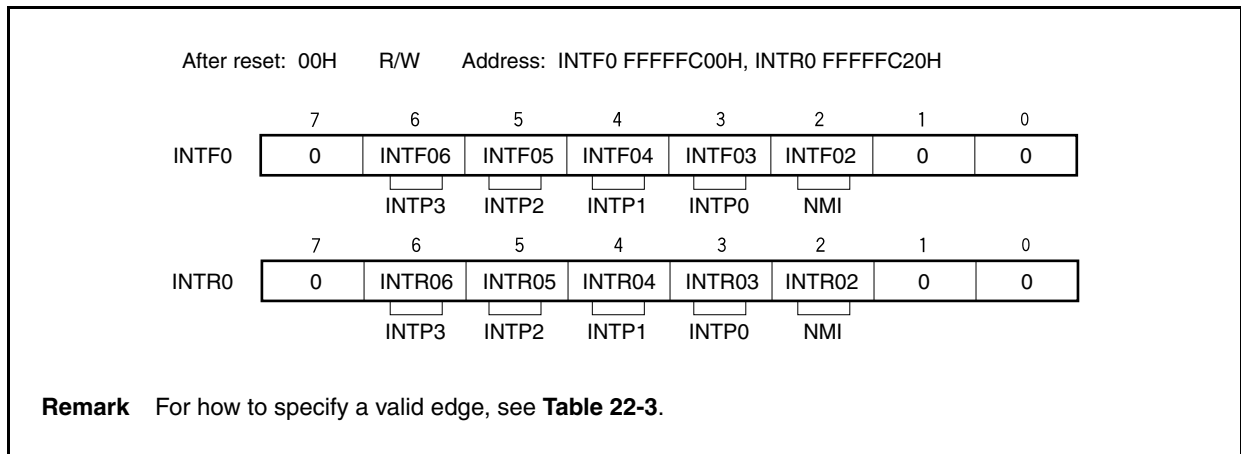 After reset: 00H R/W Address: INTF0 FFFFFC00H, INTR0 FFFFFC20H
7 6 5 4 3 2 1 0
INTF0 0 INTF06 INTF05 INTF04 INTF03 INTF02 0 0
INTP3 INTP2 INTP1 INTP0 NMI
7 6 5 4 3 2 1 0
INTR0 0 INTR06 INTR05 INTR04 INTR03 INTR02 0 0
INTP3 INTP2 INTP1 INTP0 NMI
Remark For how to specify a valid edge, see Table 22-3.